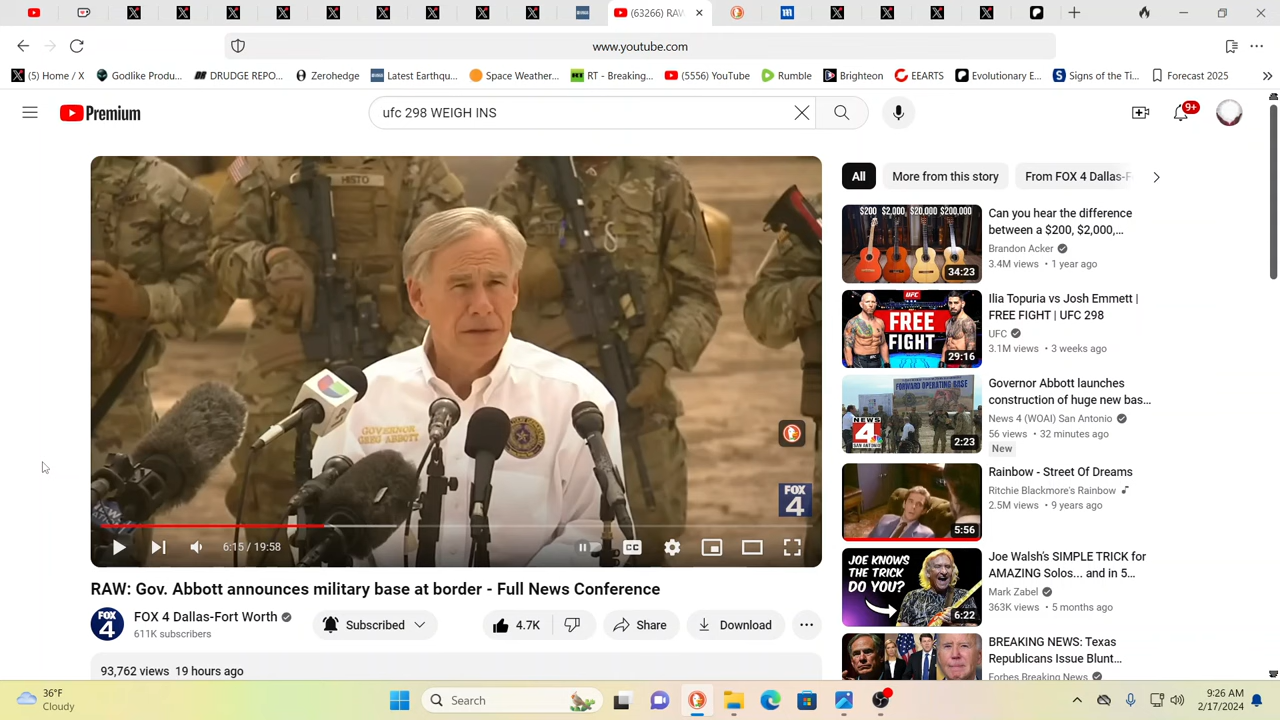 (63266) RAW
www.youtube.com
(5) Home / X
Godlike Produ...
DRUDGE REPO...
Zerohedge
Latest Earthqu...
Space Weather...
RT - Breaking...
(5556) YouTube
Rumble
Brighteon
EEARTS
Evolutionary E...
Signs of the Ti...
Forecast 2025
Premium
ufc 298 WEIGH INS
9+
HISTO
GOVERNOR
GREG ABBOTT
FOX
4
6:15 / 19:58
CC
RAW: Gov. Abbott announces military base at border - Full News Conference
FOX
4
FOX 4 Dallas-Fort Worth
611K subscribers
Subscribed
4.7K
Share
Download
93,762 views 19 hours ago
All
More from this story
From FOX 4 Dallas-F
$200 $2,000, $20,000 $200,000
34:23
Can you hear the difference
between a $200, $2,000,...
Brandon Acker
3.4M views • 1 year ago
UFC
FREE
FIGHT
29:16
Ilia Topuria vs Josh Emmett |
FREE FIGHT | UFC 298
UFC
3.1M views • 3 weeks ago
FORWARD OPERATING BASE
NEWS
4
2:23
Governor Abbott launches
construction of huge new bas...
News 4 (WOAI) San Antonio
56 views • 32 minutes ago
New
5:56
Rainbow - Street Of Dreams
Ritchie Blackmore's Rainbow
2.5M views • 9 years ago
JOE KNOWS
THE TRICK
DO YOU?
6:22
Joe Walsh's SIMPLE TRICK for
AMAZING Solos... and in 5...
Mark Zabel
363K views • 5 months ago
BREAKING NEWS: Texas
Republicans Issue Blunt...
Forbes Breaking News
36°F
Cloudy
Search
9:26 AM
2/17/2024